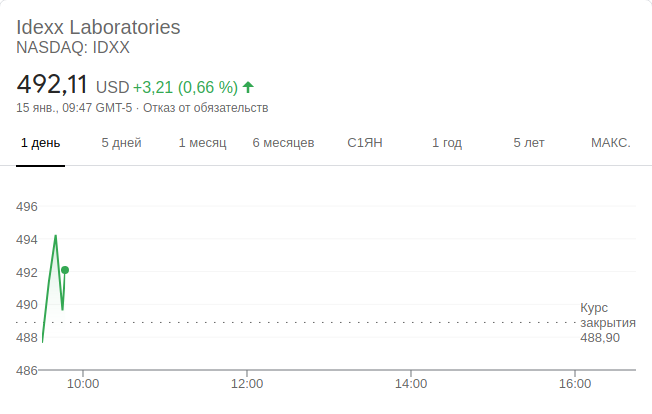 Idexx Laboratories
NASDAQ: IDXX
492,11 USD +3,21 (0,66 %)
15 янв., 09:47 GMT-5 · Отказ от обязательств
1 день 5 дней 1 месяц 6 месяцев С1ЯН 1 год 5 лет МАКС.
496
494
492
490
488
486
Курс
закрытия
488,90
10:00 12:00 14:00 16:00